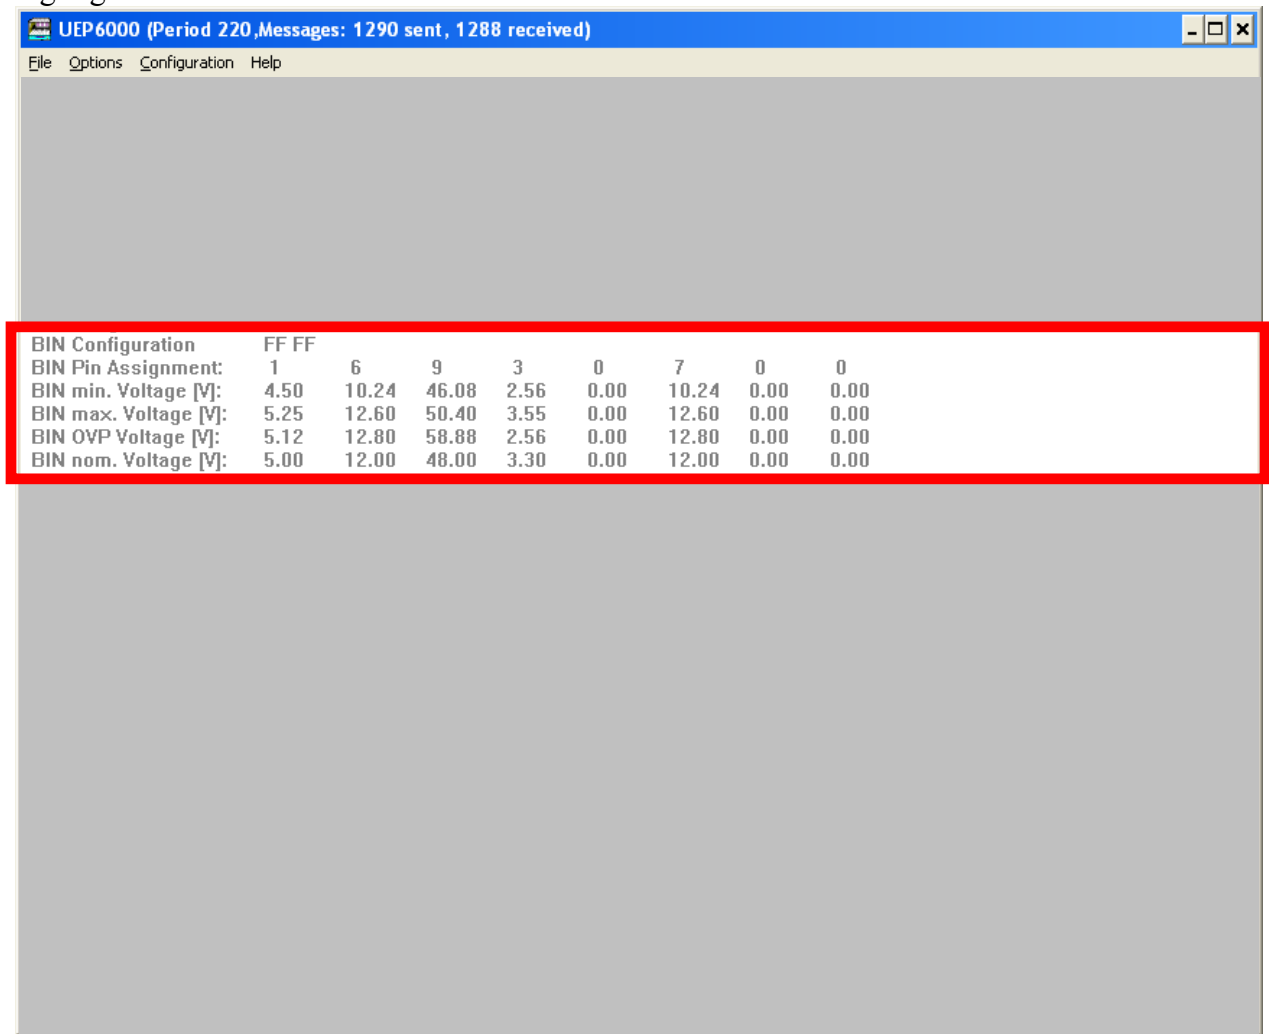 UEP6000 (Period 220,Messages: 1290 sent, 1288 received)
File Options Configuration Help
BIN Configuration FF FF
BIN Pin Assignment: 1 6 9 3 0 7 0 0
BIN min. Voltage [V]: 4.50 10.24 46.08 2.56 0.00 10.24 0.00 0.00
BIN max. Voltage [V]: 5.25 12.60 50.40 3.55 0.00 12.60 0.00 0.00
BIN OVP Voltage [V]: 5.12 12.80 58.88 2.56 0.00 12.80 0.00 0.00
BIN nom. Voltage [V]: 5.00 12.00 48.00 3.30 0.00 12.00 0.00 0.00